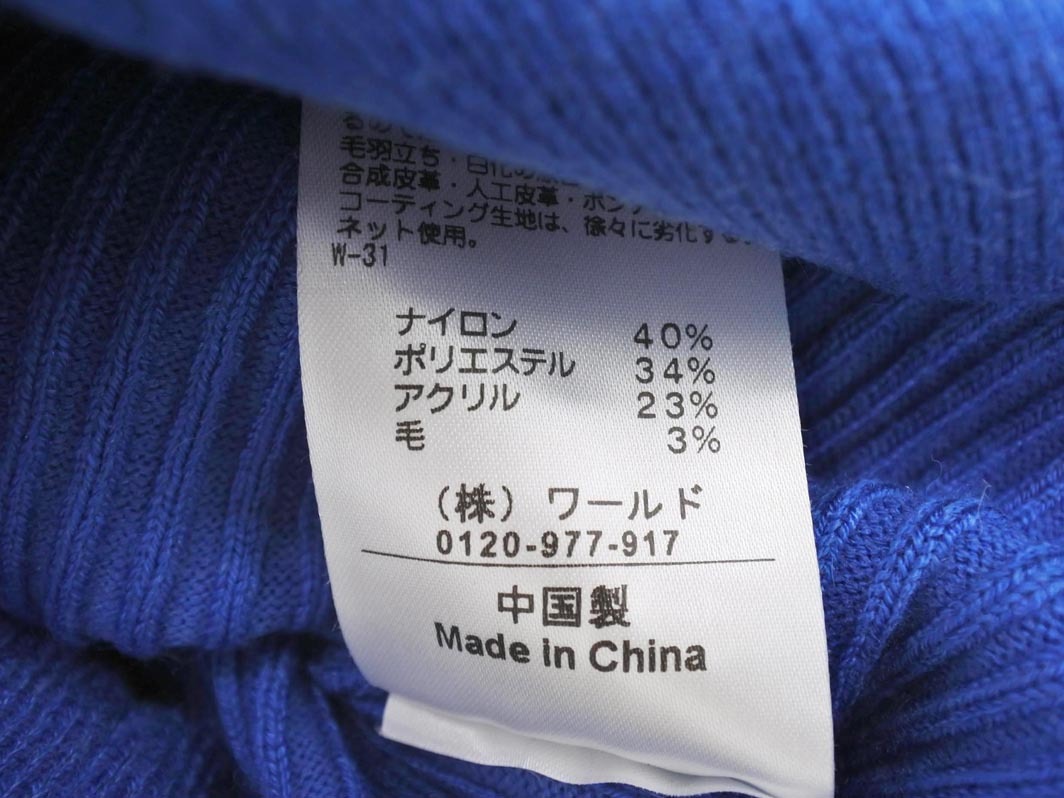 毛羽立ち・白化の
合成皮革・人工皮革・ボン
コーティング生地は、徐々に劣化する
ネット使用。
W-31
ナイロン 40%
ポリエステル 34%
アクリル 23%
毛 3%
（株）ワールド
0120-977-917
中国製
Made in China